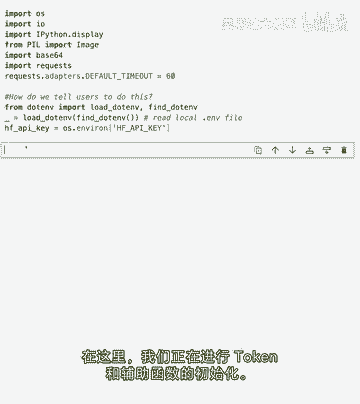 import os
import io
import IPython.display
from PIL import Image
import base64
import requests
requests.adapters.DEFAULT_TIMEOUT = 60
#How do we tell users to do this?
from dotenv import load_dotenv, find_dotenv
_ = load_dotenv(find_dotenv()) # read local .env file
hf_api_key = os.environ['HF_API_KEY']
在这里，我们正在进行 Token
和辅助函数的初始化。